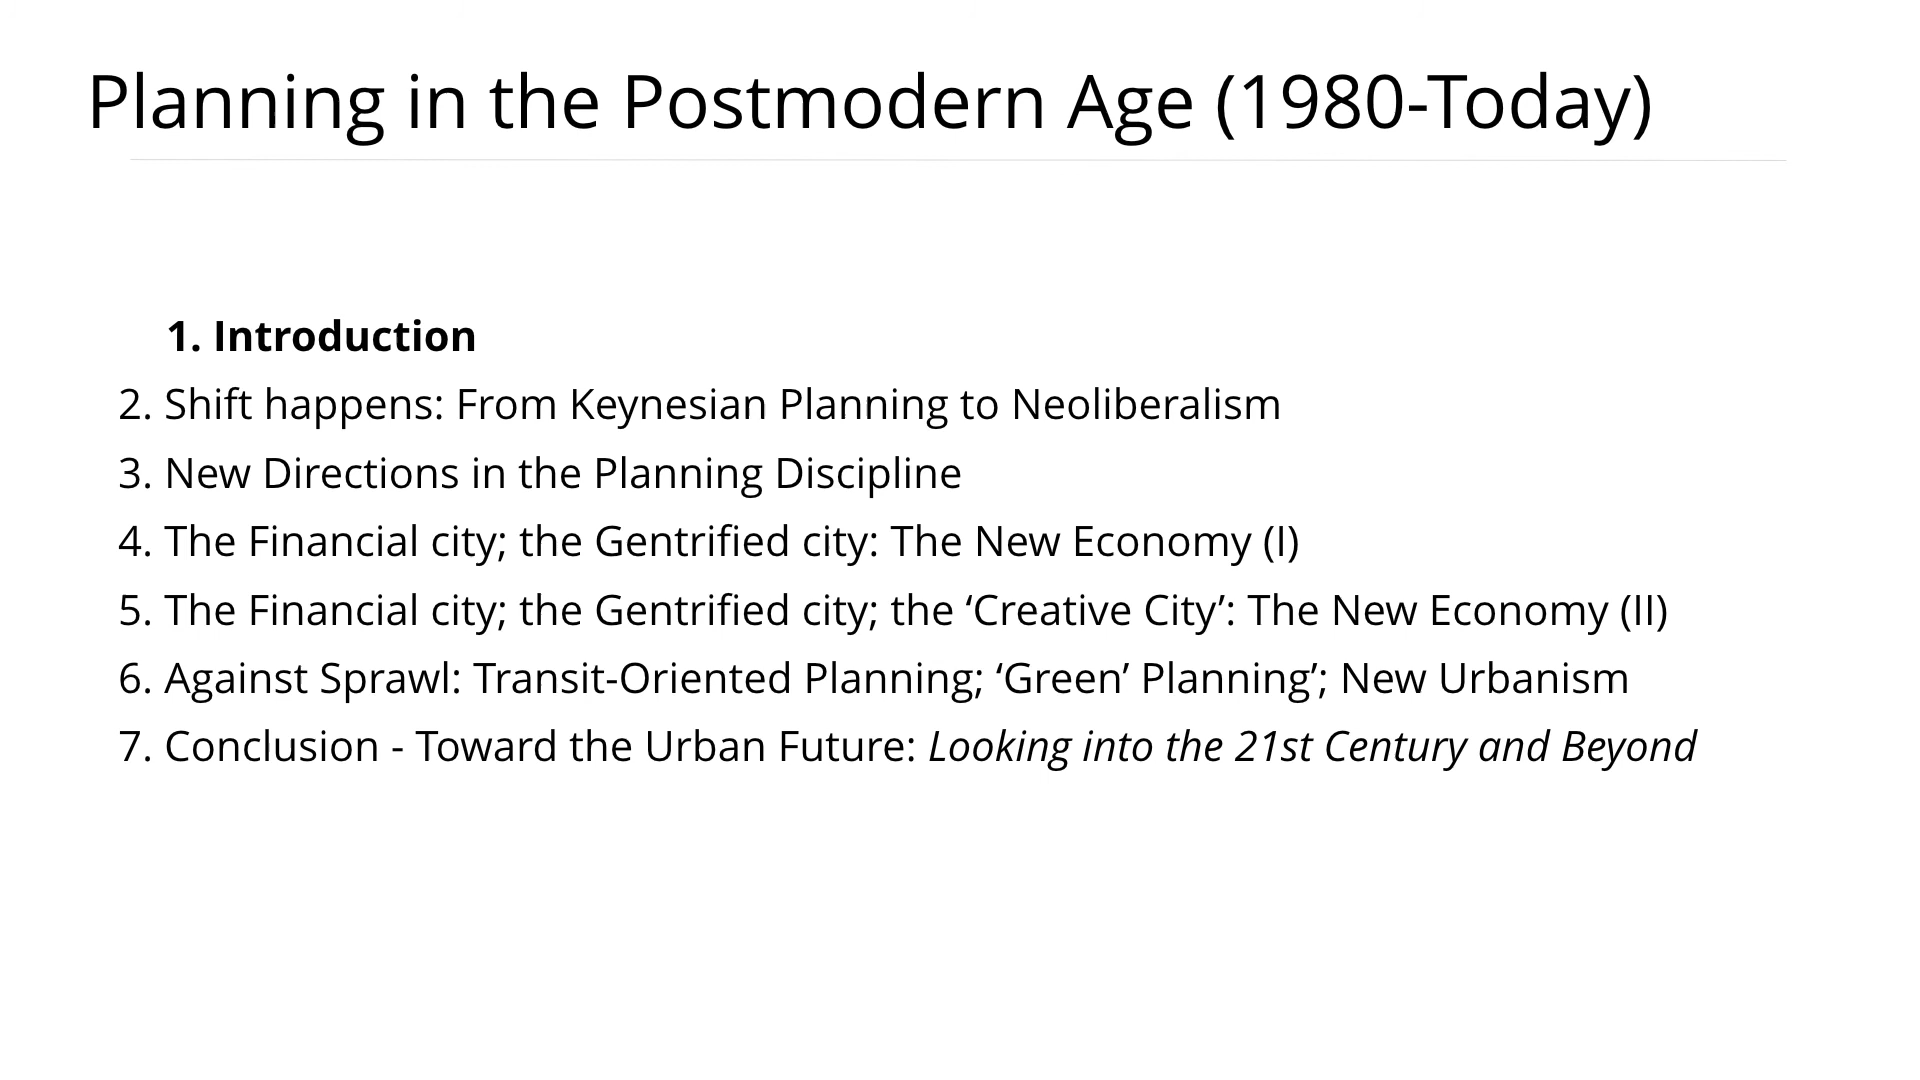 Planning in the Postmodern Age (1980-Today)
1. Introduction
2. Shift happens: From Keynesian Planning to Neoliberalism
3. New Directions in the Planning Discipline
4. The Financial city; the Gentrified city: The New Economy (I)
5. The Financial city; the Gentrified city; the ‘Creative City’: The New Economy (II)
6. Against Sprawl: Transit-Oriented Planning; ‘Green’ Planning’; New Urbanism
7. Conclusion - Toward the Urban Future: Looking into the 21st Century and Beyond